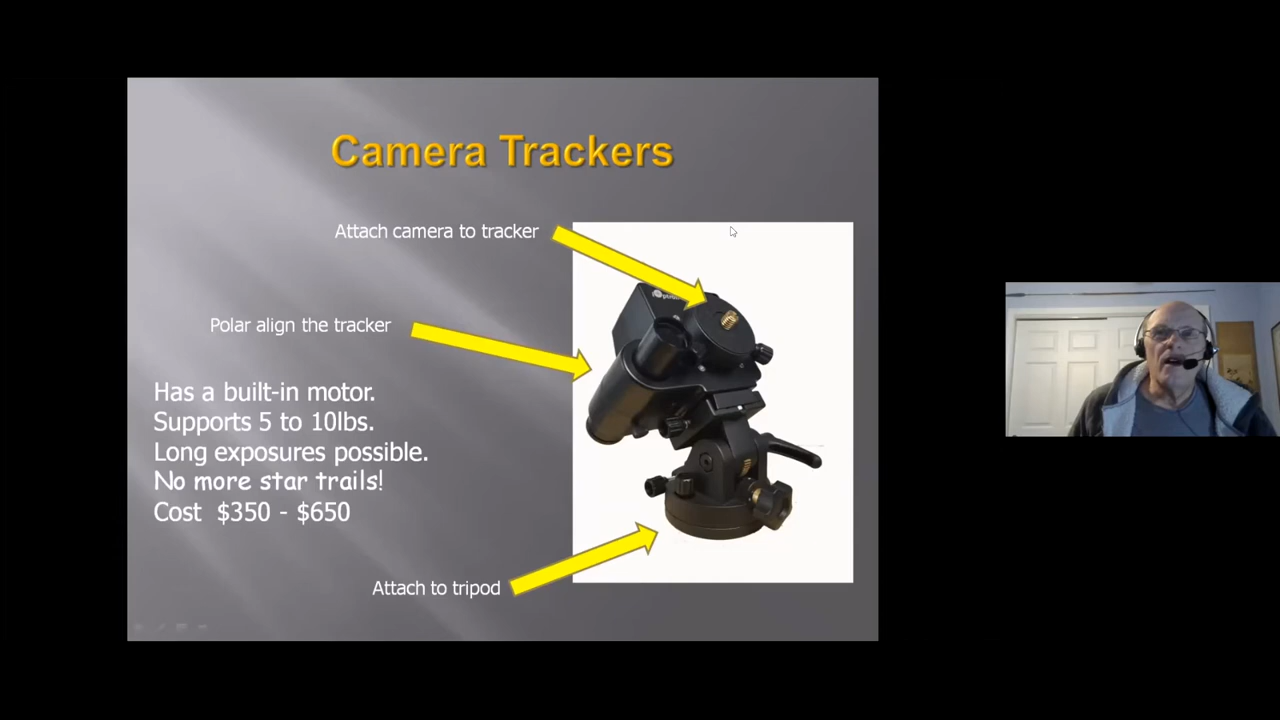 Camera Trackers
Attach camera to tracker
Polar align the tracker
Has a built-in motor.
Supports 5 to 10lbs.
Long exposures possible.
No more star trails!
Cost $350 - $650
Attach to tripod